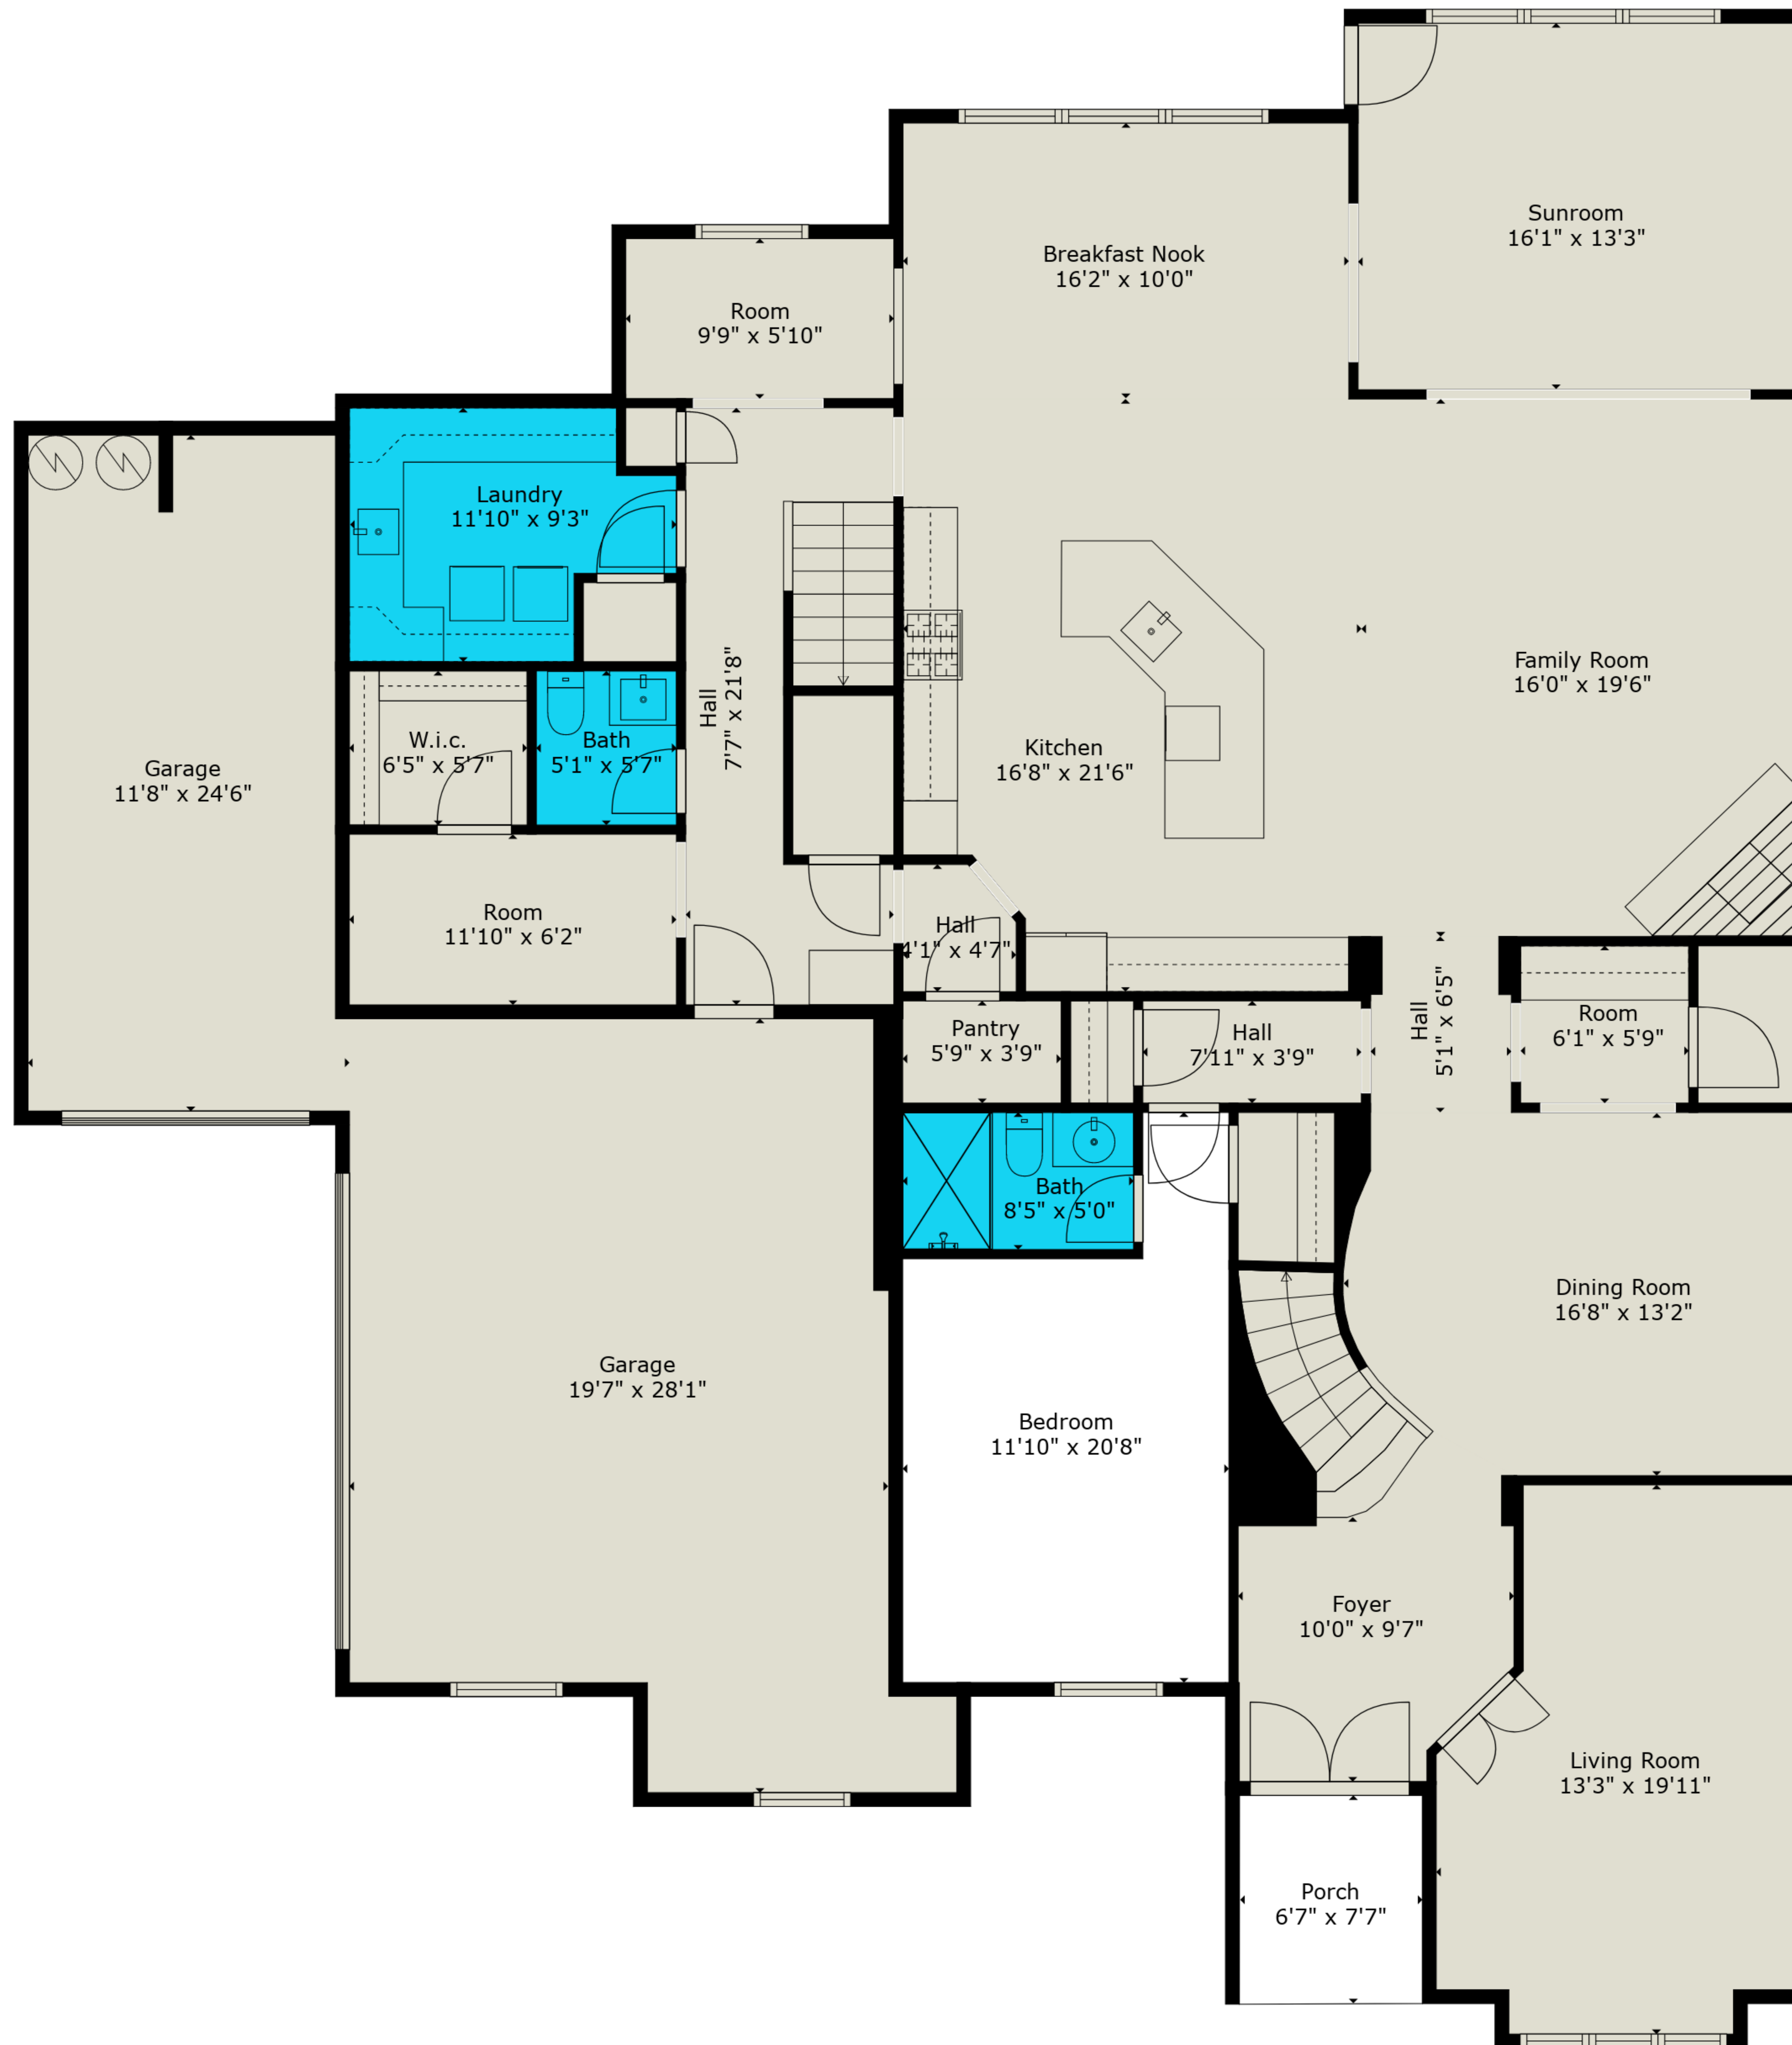 Sunroom
16'1" x 13'3"
Breakfast Nook
16'2" x 10'0"
Room
9'9" x 5'10"
Laundry
11'10" x 9'3"
Family Room
16'0" x 19'6"
Hall
7'7" x 21'8"
W.i.c.
6'5" x 5'7"
Bath
5'1" x 5'7"
Kitchen
16'8" x 21'6"
Garage
11'8" x 24'6"
Room
11'10" x 6'2"
Hall
4'1" x 4'7"
Pantry
5'9" x 3'9"
Hall
7'11" x 3'9"
Hall
5'1" x 6'5"
Room
6'1" x 5'9"
Bath
8'5" x 5'0"
Dining Room
16'8" x 13'2"
Garage
19'7" x 28'1"
Bedroom
11'10" x 20'8"
Foyer
10'0" x 9'7"
Living Room
13'3" x 19'11"
Porch
6'7" x 7'7"